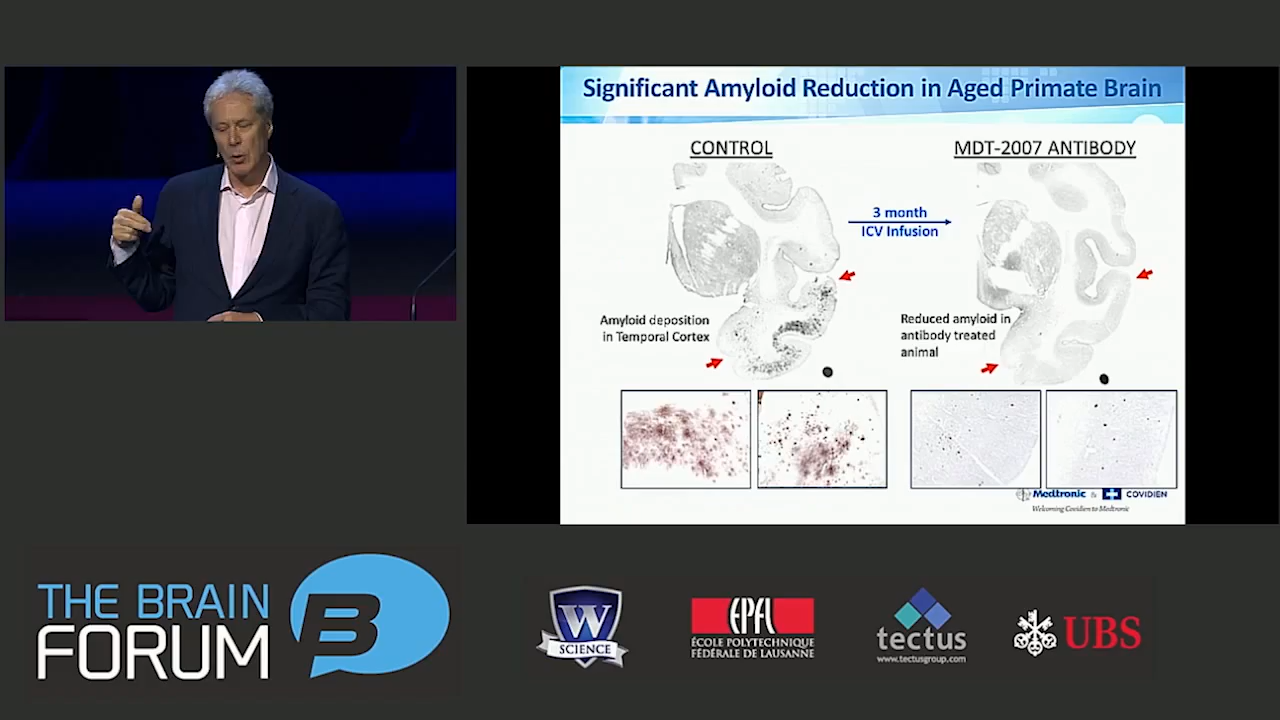 Significant Amyloid Reduction in Aged Primate Brain
CONTROL
MDT-2007 ANTIBODY
3 month
ICV Infusion
Amyloid deposition
in Temporal Cortex
Reduced amyloid in
antibody treated
animal
Medtronic & COVIDIEN
Welcoming Covidien to Medtronic
THE BRAIN
FORUM
B
W
SCIENCE
EPFL
ÉCOLE POLYTECHNIQUE
FÉDÉRALE DE LAUSANNE
tectus
www.tectusgroup.com
UBS